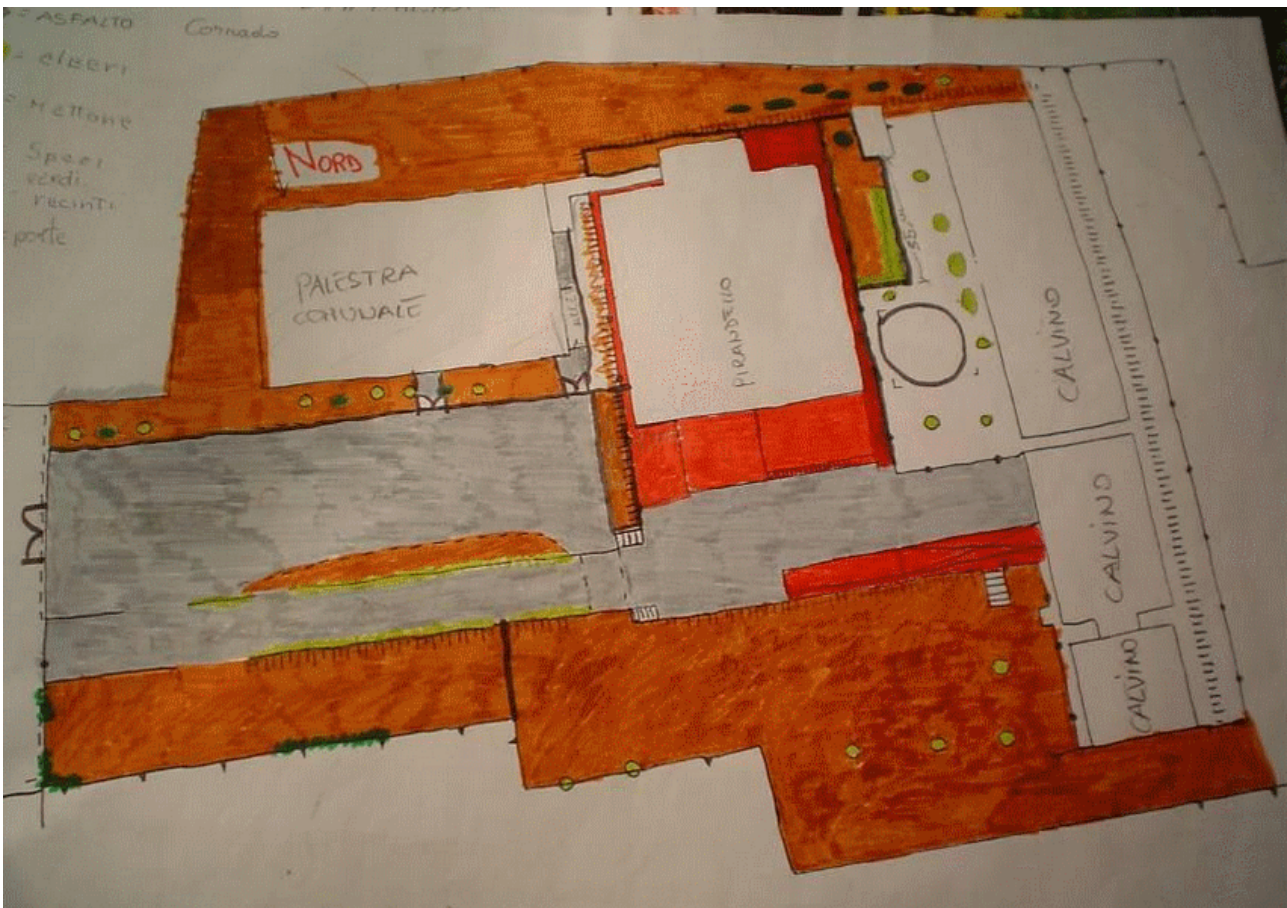 = ASFALTO
Cornado
= alberi
= Mattone
Spazi
verdi
recinti
= porte
NORD
PALESTRA
COMUNALE
PIRANDELLO
CALVINO
CALVINO
CALVINO